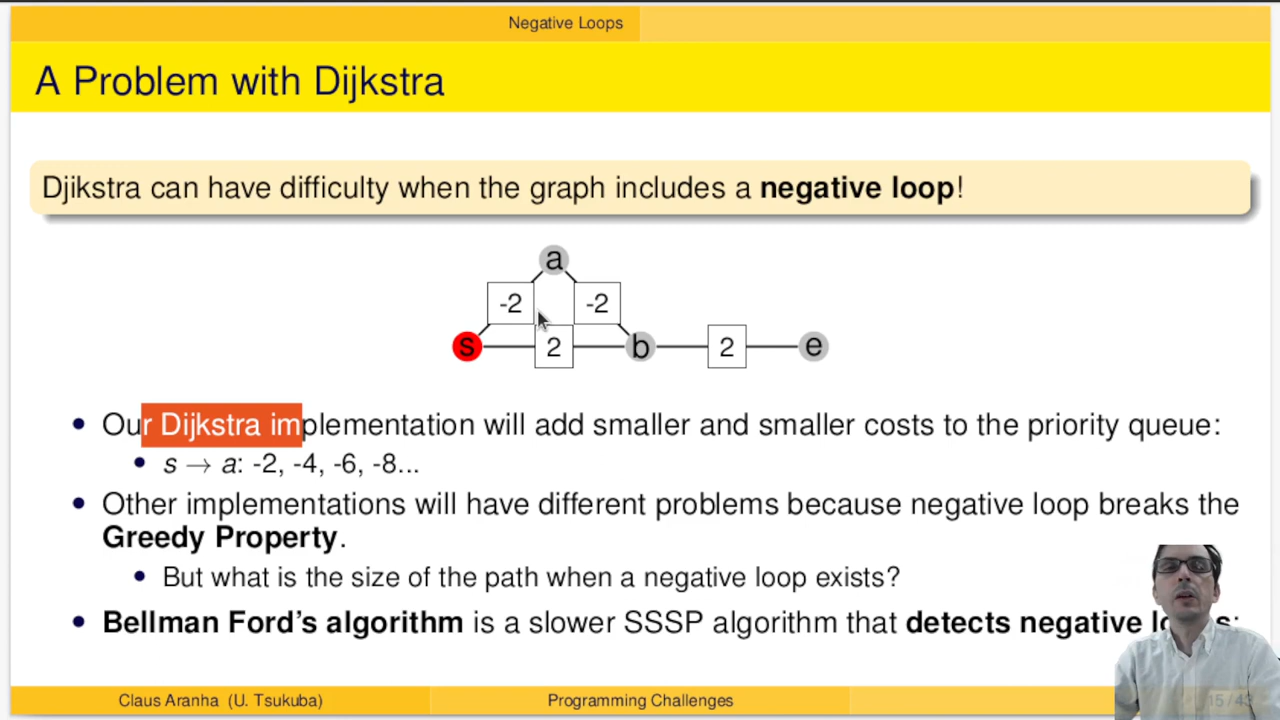 Negative Loops
A Problem with Dijkstra
Djikstra can have difficulty when the graph includes a negative loop!
a
-2 -2
s 2 b 2 e
Our Dijkstra implementation will add smaller and smaller costs to the priority queue:
s → a: -2, -4, -6, -8...
Other implementations will have different problems because negative loop breaks the
Greedy Property.
But what is the size of the path when a negative loop exists?
Bellman Ford's algorithm is a slower SSSP algorithm that detects negative
Claus Aranha (U. Tsukuba) Programming Challenges